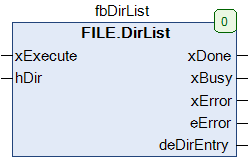 fbDirList
0
FILE.DirList
xExecute xDone
hDir xBusy
xError
eError
deDirEntry